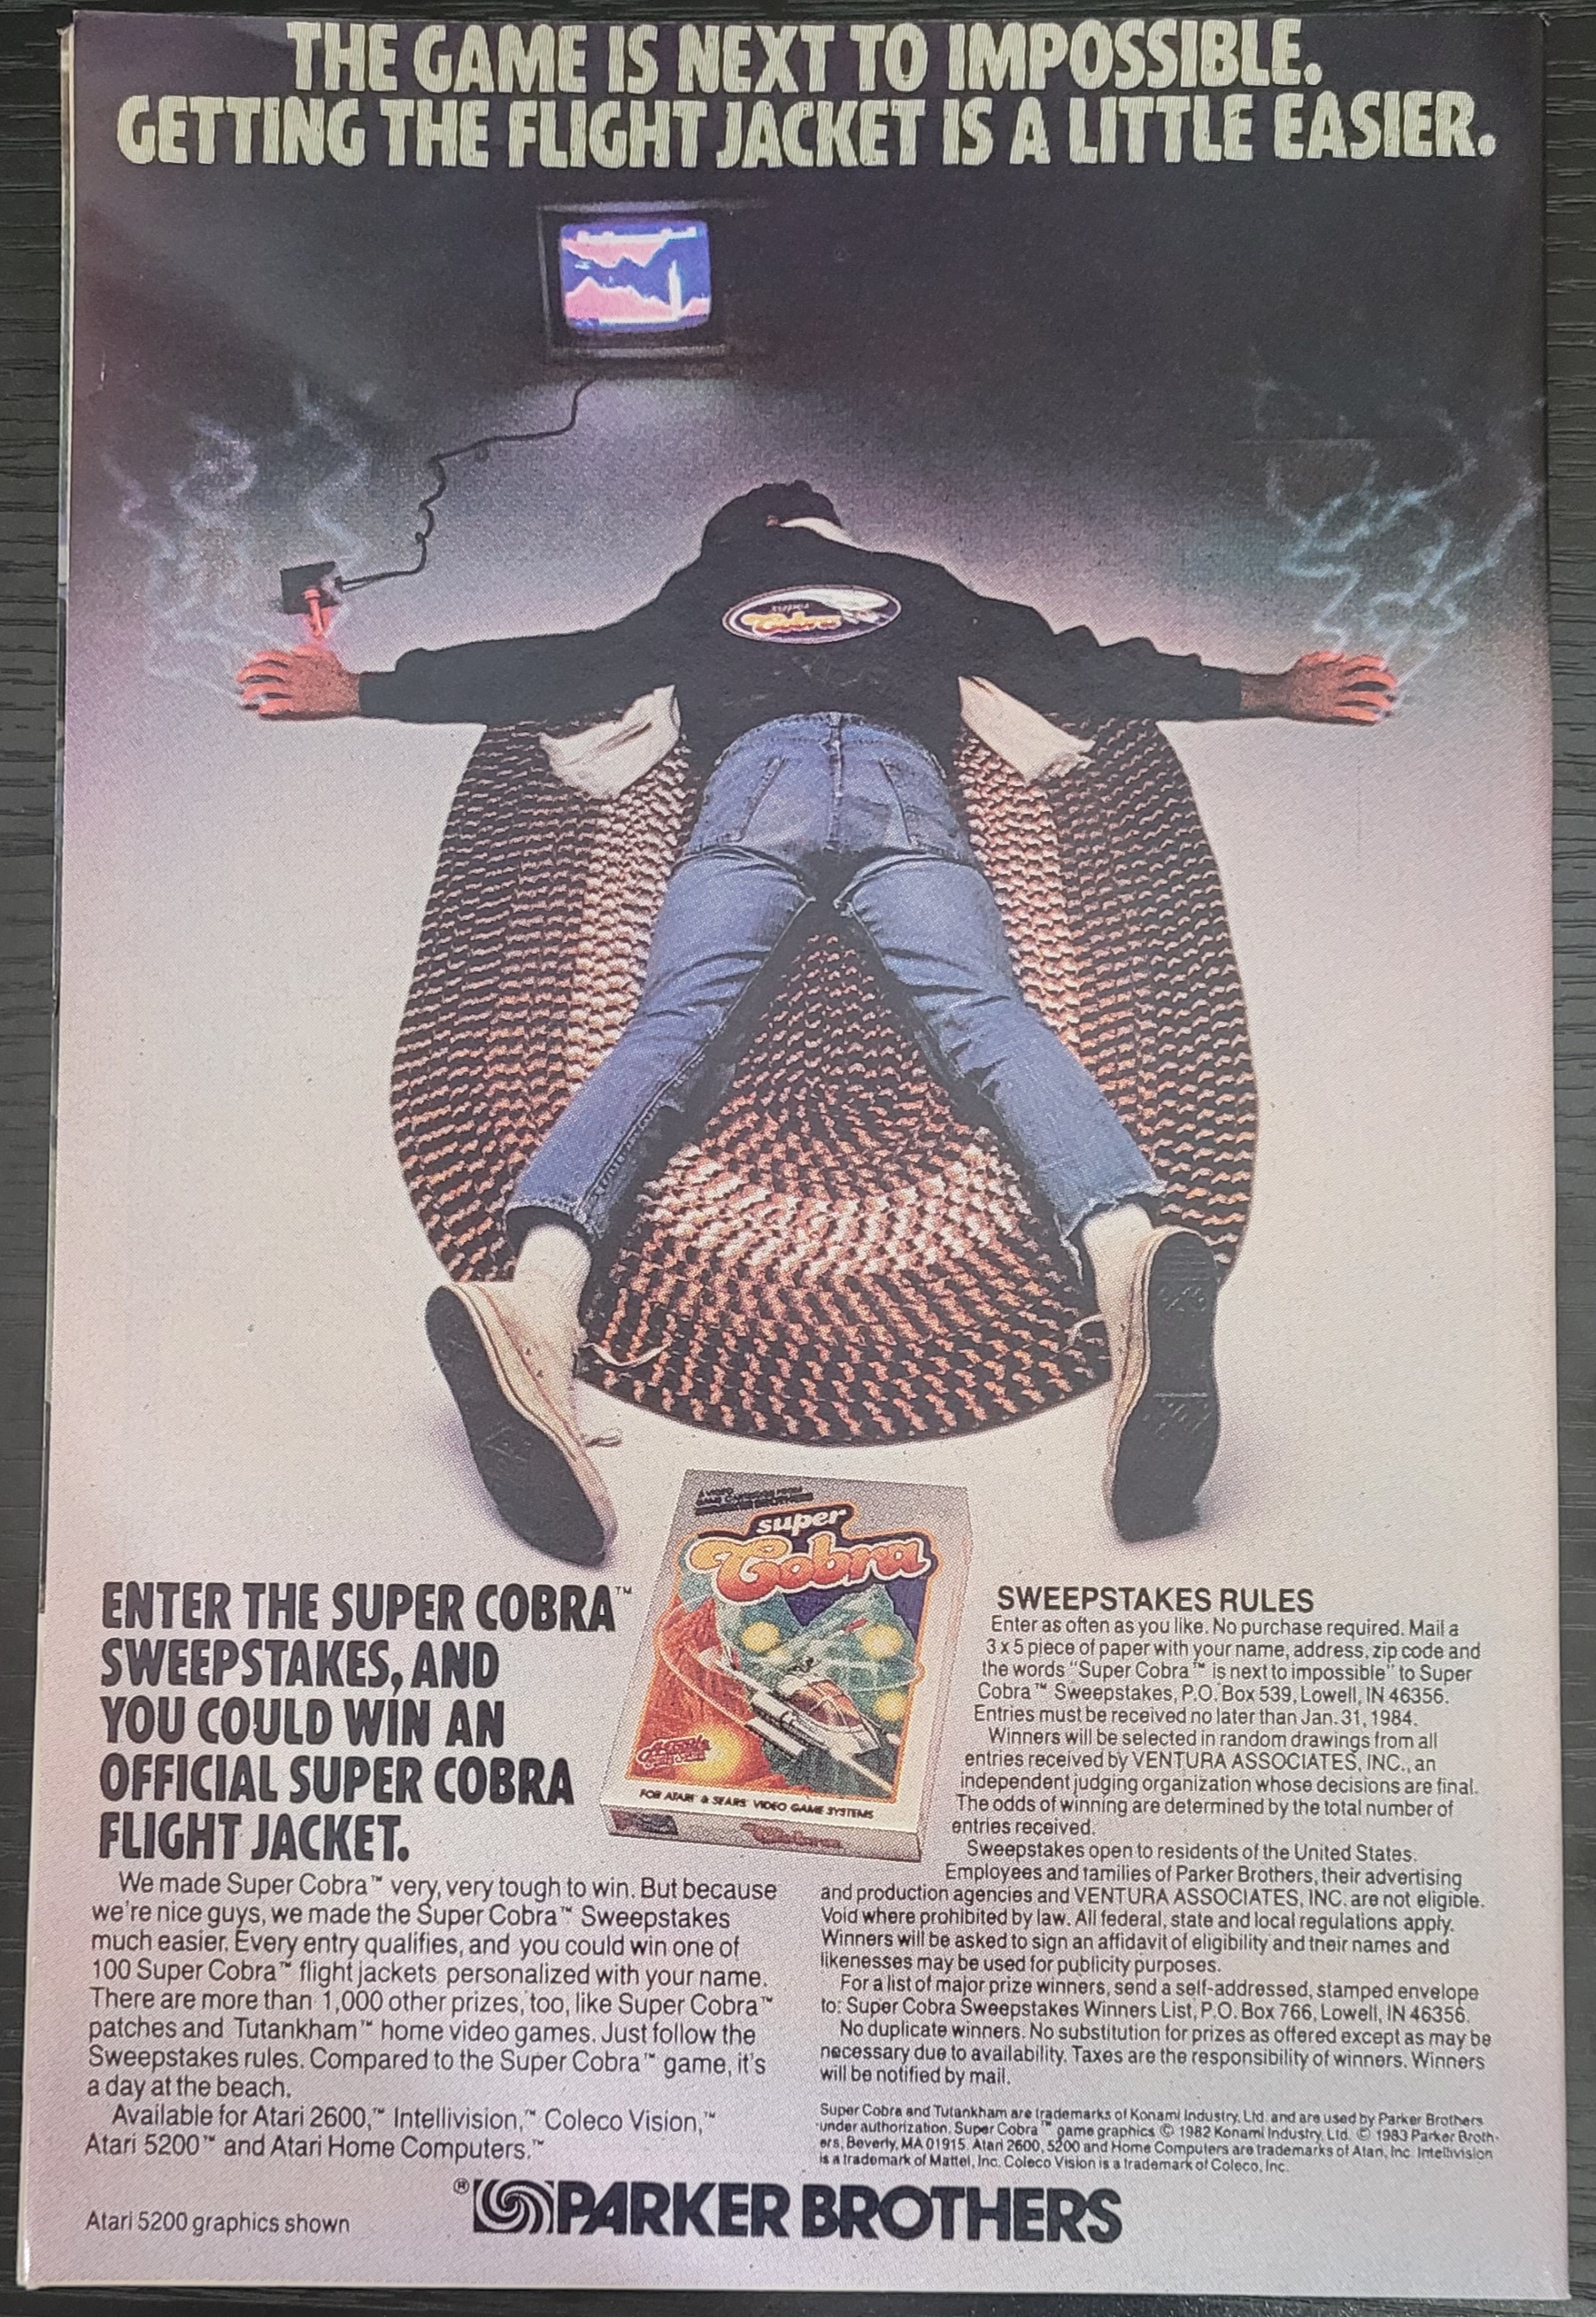 THE GAME IS NEXT TO IMPOSSIBLE.
GETTING THE FLIGHT JACKET IS A LITTLE EASIER.
super
Cobra
super
Cobra
FOR ATARI & SEARS VIDEO GAME SYSTEMS
ENTER THE SUPER COBRA™
SWEEPSTAKES, AND
YOU COULD WIN AN
OFFICIAL SUPER COBRA
FLIGHT JACKET.
We made Super Cobra™ very, very tough to win. But because
we're nice guys, we made the Super Cobra™ Sweepstakes
much easier. Every entry qualifies, and you could win one of
100 Super Cobra™ flight jackets personalized with your name.
There are more than 1,000 other prizes, too, like Super Cobra™
patches and Tutankham™ home video games. Just follow the
Sweepstakes rules. Compared to the Super Cobra™ game, it's
a day at the beach.
Available for Atari 2600,™ Intellivision,™ Coleco Vision,™
Atari 5200™ and Atari Home Computers.™
SWEEPSTAKES RULES
Enter as often as you like. No purchase required. Mail a
3 x 5 piece of paper with your name, address, zip code and
the words "Super Cobra™ is next to impossible" to Super
Cobra™ Sweepstakes, P.O. Box 539, Lowell, IN 46356.
Entries must be received no later than Jan. 31, 1984.
Winners will be selected in random drawings from all
entries received by VENTURA ASSOCIATES, INC., an
independent judging organization whose decisions are final.
The odds of winning are determined by the total number of
entries received.
Sweepstakes open to residents of the United States.
Employees and families of Parker Brothers, their advertising
and production agencies and VENTURA ASSOCIATES, INC. are not eligible.
Void where prohibited by law. All federal, state and local regulations apply.
Winners will be asked to sign an affidavit of eligibility and their names and
likenesses may be used for publicity purposes.
For a list of major prize winners, send a self-addressed, stamped envelope
to: Super Cobra Sweepstakes Winners List, P.O. Box 766, Lowell, IN 46356.
No duplicate winners. No substitution for prizes as offered except as may be
necessary due to availability. Taxes are the responsibility of winners. Winners
will be notified by mail.
Super Cobra and Tutankham are trademarks of Konami Industry, Ltd. and are used by Parker Brothers
under authorization. Super Cobra™ game graphics © 1982 Konami Industry, Ltd. © 1983 Parker Broth-
ers, Beverly, MA 01915. Atari 2600, 5200 and Home Computers are trademarks of Atari, Inc. Intellivision
is a trademark of Mattel, Inc. Coleco Vision is a trademark of Coleco, Inc.
® PARKER BROTHERS
Atari 5200 graphics shown